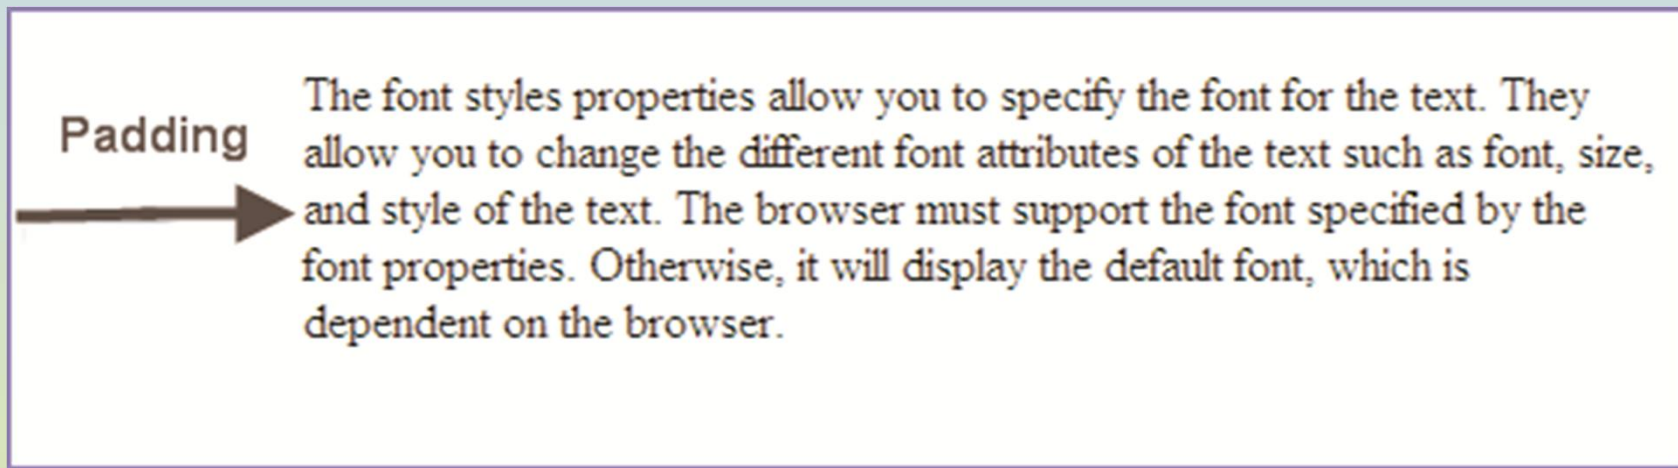 Padding
The font styles properties allow you to specify the font for the text. They
allow you to change the different font attributes of the text such as font, size,
and style of the text. The browser must support the font specified by the
font properties. Otherwise, it will display the default font, which is
dependent on the browser.